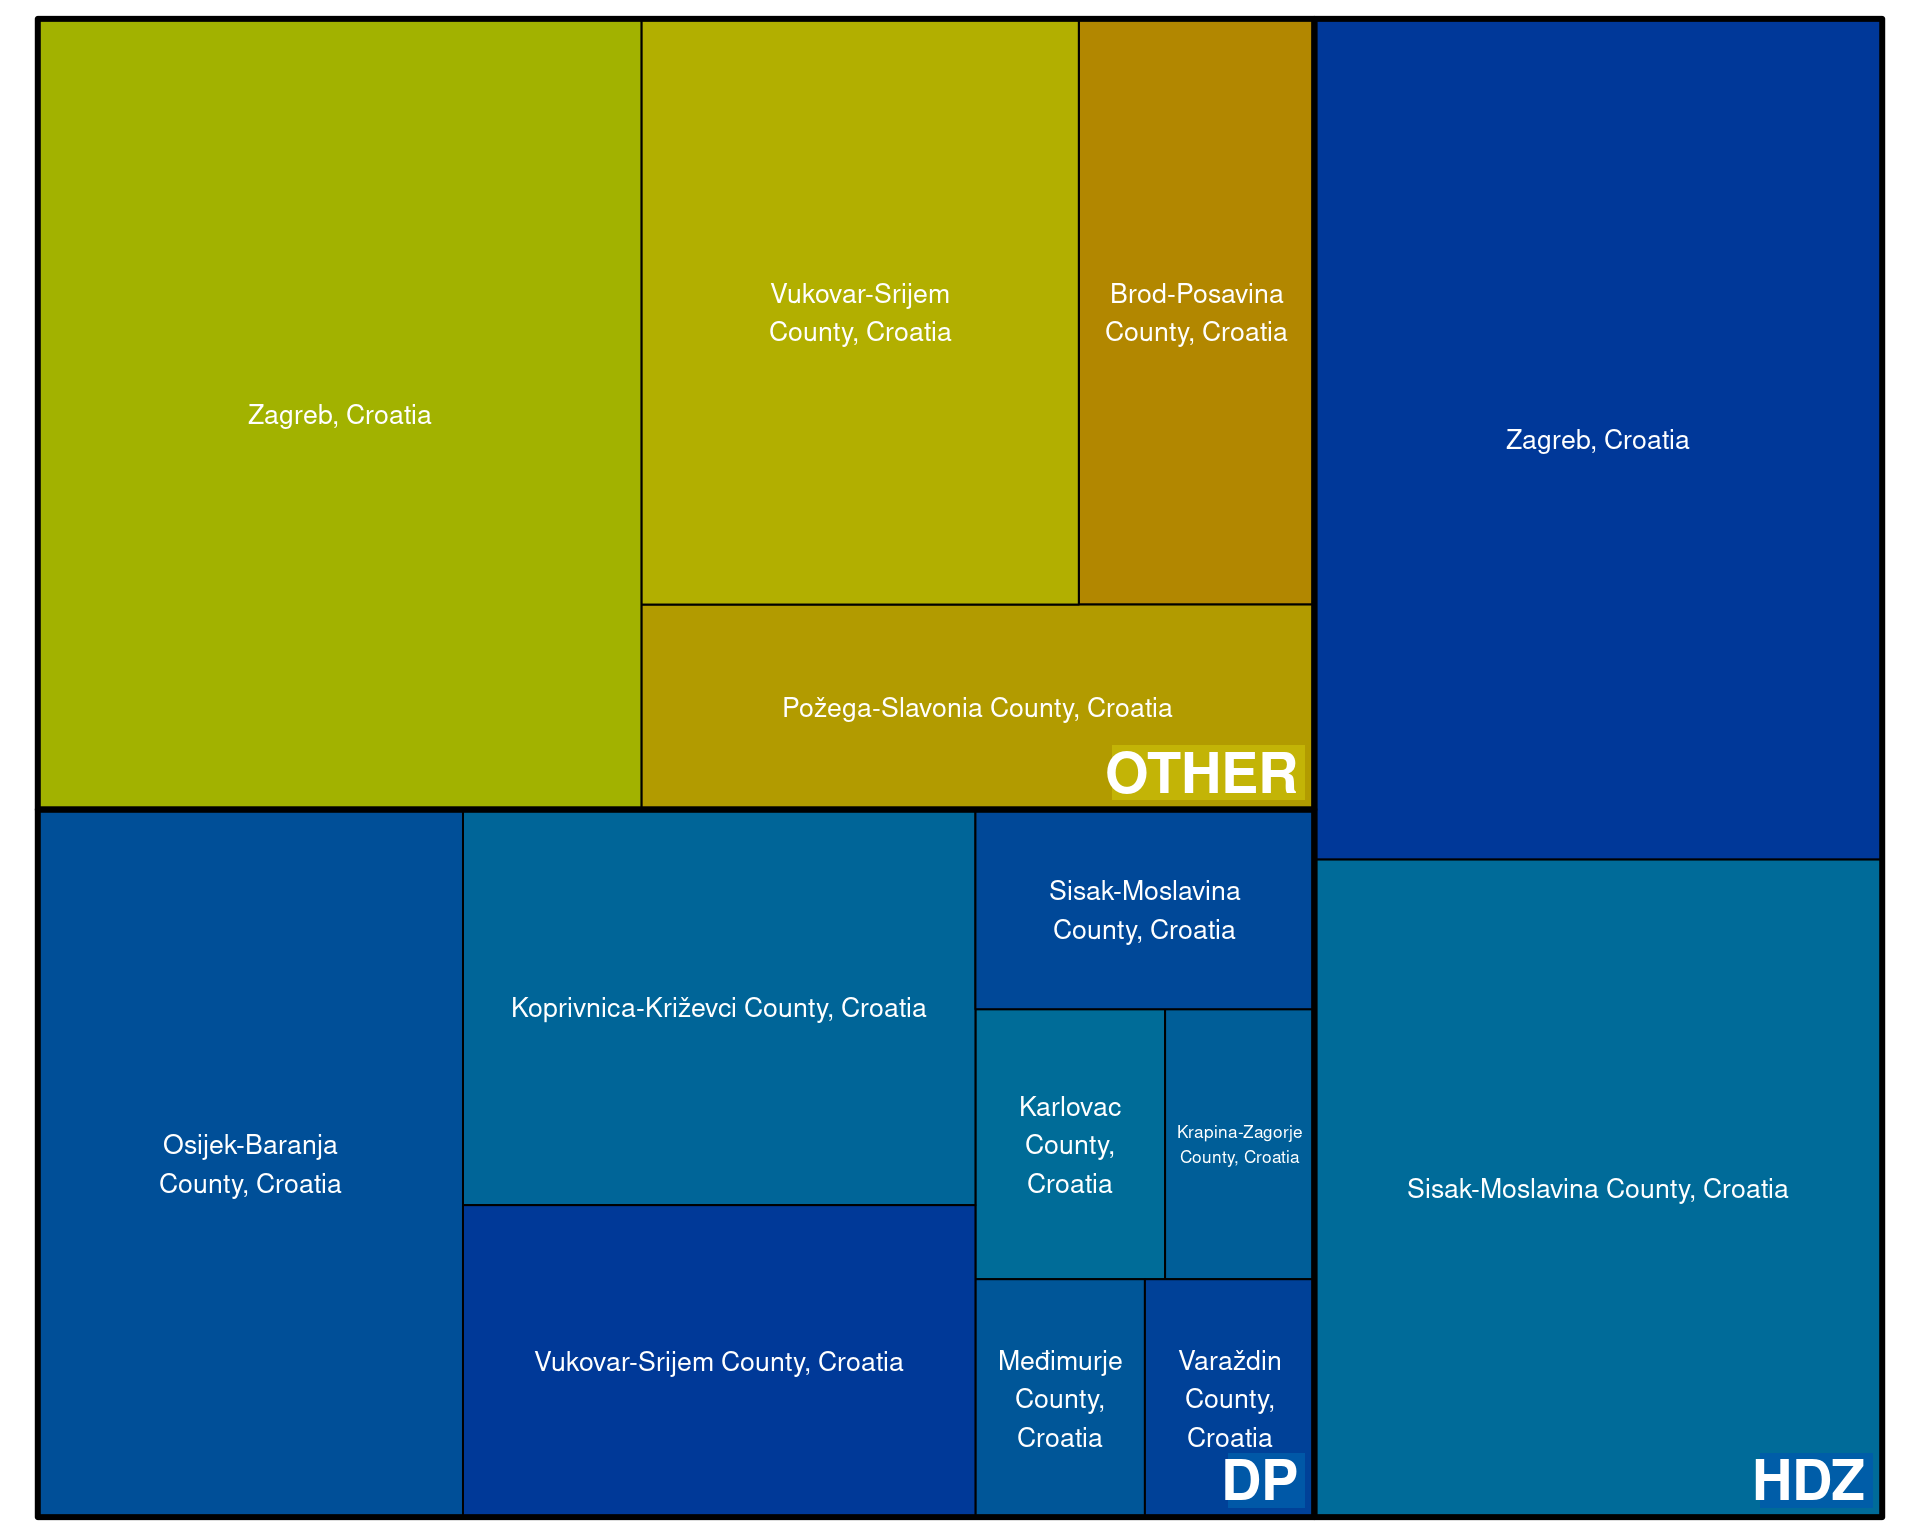 Zagreb, Croatia
Vukovar-Srijem
County, Croatia
Brod-Posavina
County, Croatia
Požega-Slavonia County, Croatia
OTHER
Zagreb, Croatia
Sisak-Moslavina County, Croatia
HDZ
Osijek-Baranja
County, Croatia
Koprivnica-Križevci County, Croatia
Vukovar-Srijem County, Croatia
Sisak-Moslavina
County, Croatia
Karlovac
County,
Croatia
Krapina-Zagorje
County, Croatia
Međimurje
County,
Croatia
Varaždin
County,
Croatia
DP